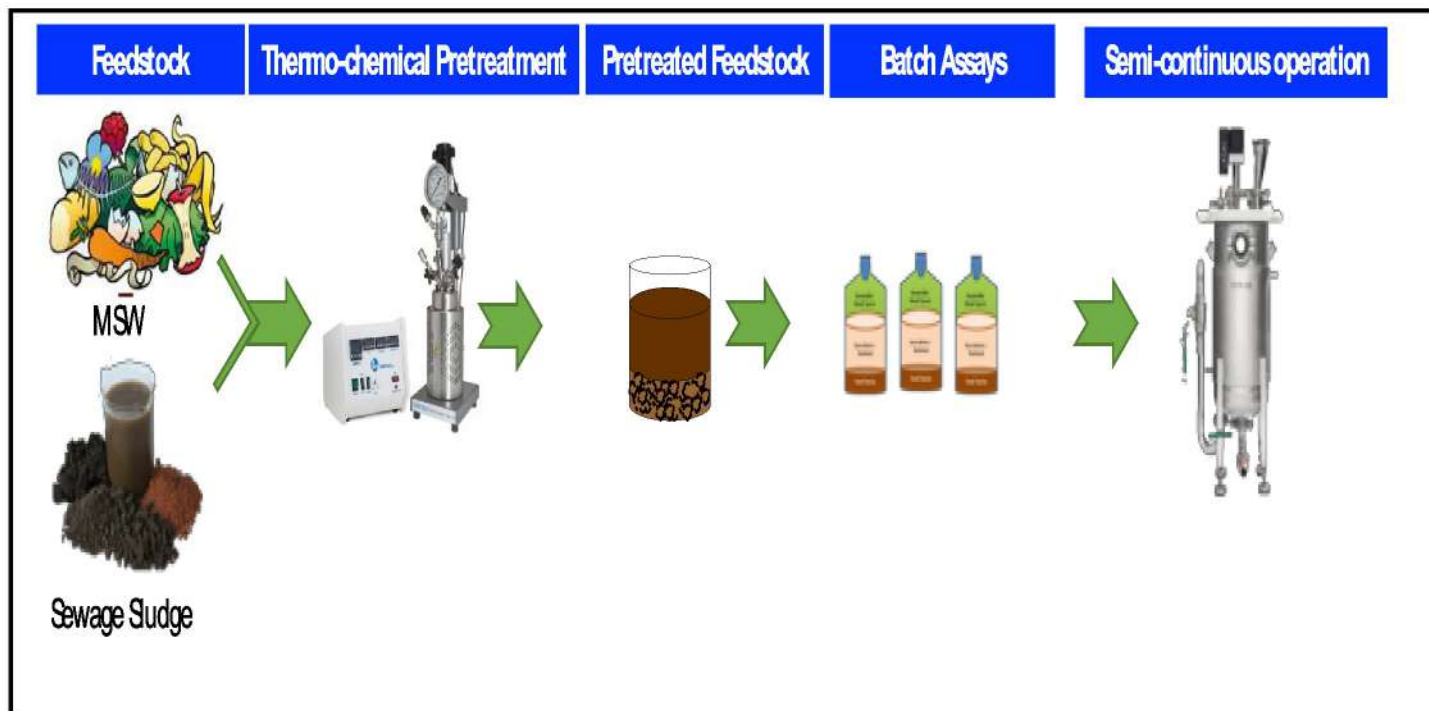 Feedstock
Thermo-chemical Pretreatment
Pretreated Feedstock
Batch Assays
Semi-continuous operation
MSW
Sewage Sludge